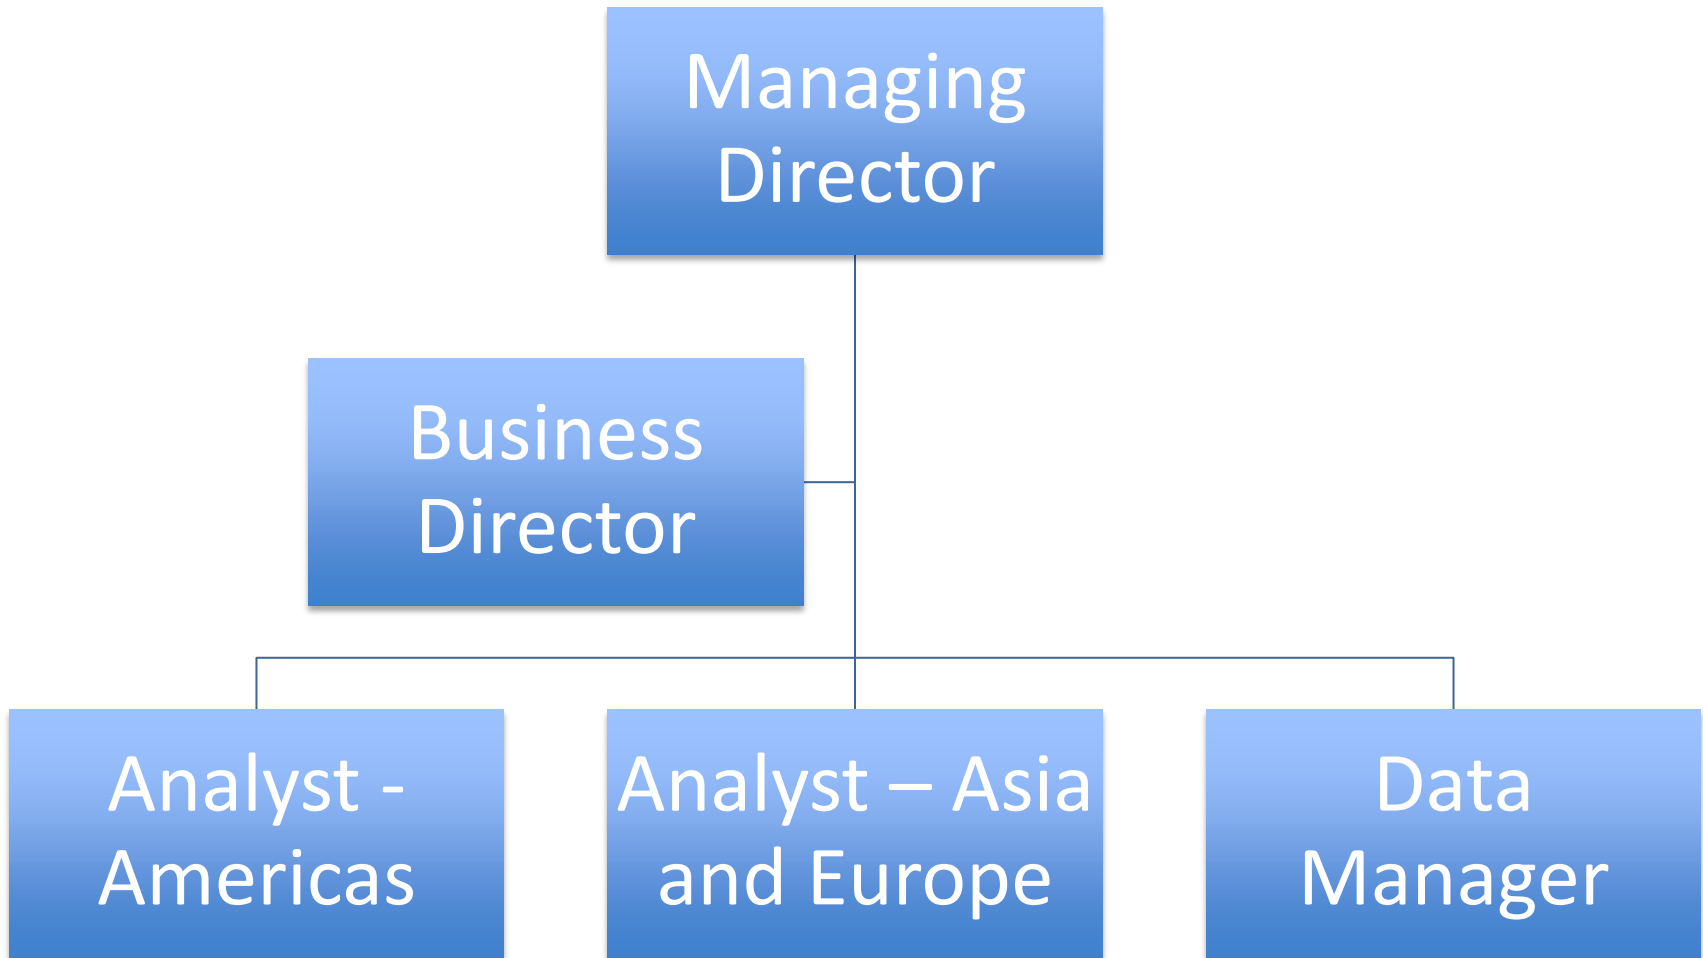 Managing
Director
Business
Director
Analyst -
Americas
Analyst – Asia
and Europe
Data
Manager